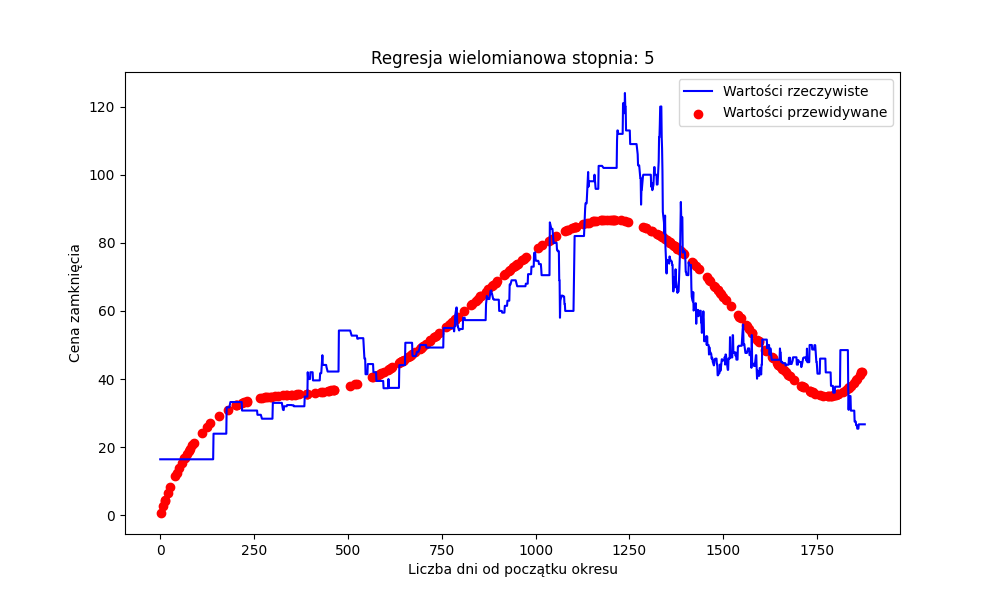 Regresja wielomianowa stopnia: 5
Wartości rzeczywiste
Wartości przewidywane
Cena zamknięcia
120
100
80
60
40
20
0
0 250 500 750 1000 1250 1500 1750
Liczba dni od początku okresu